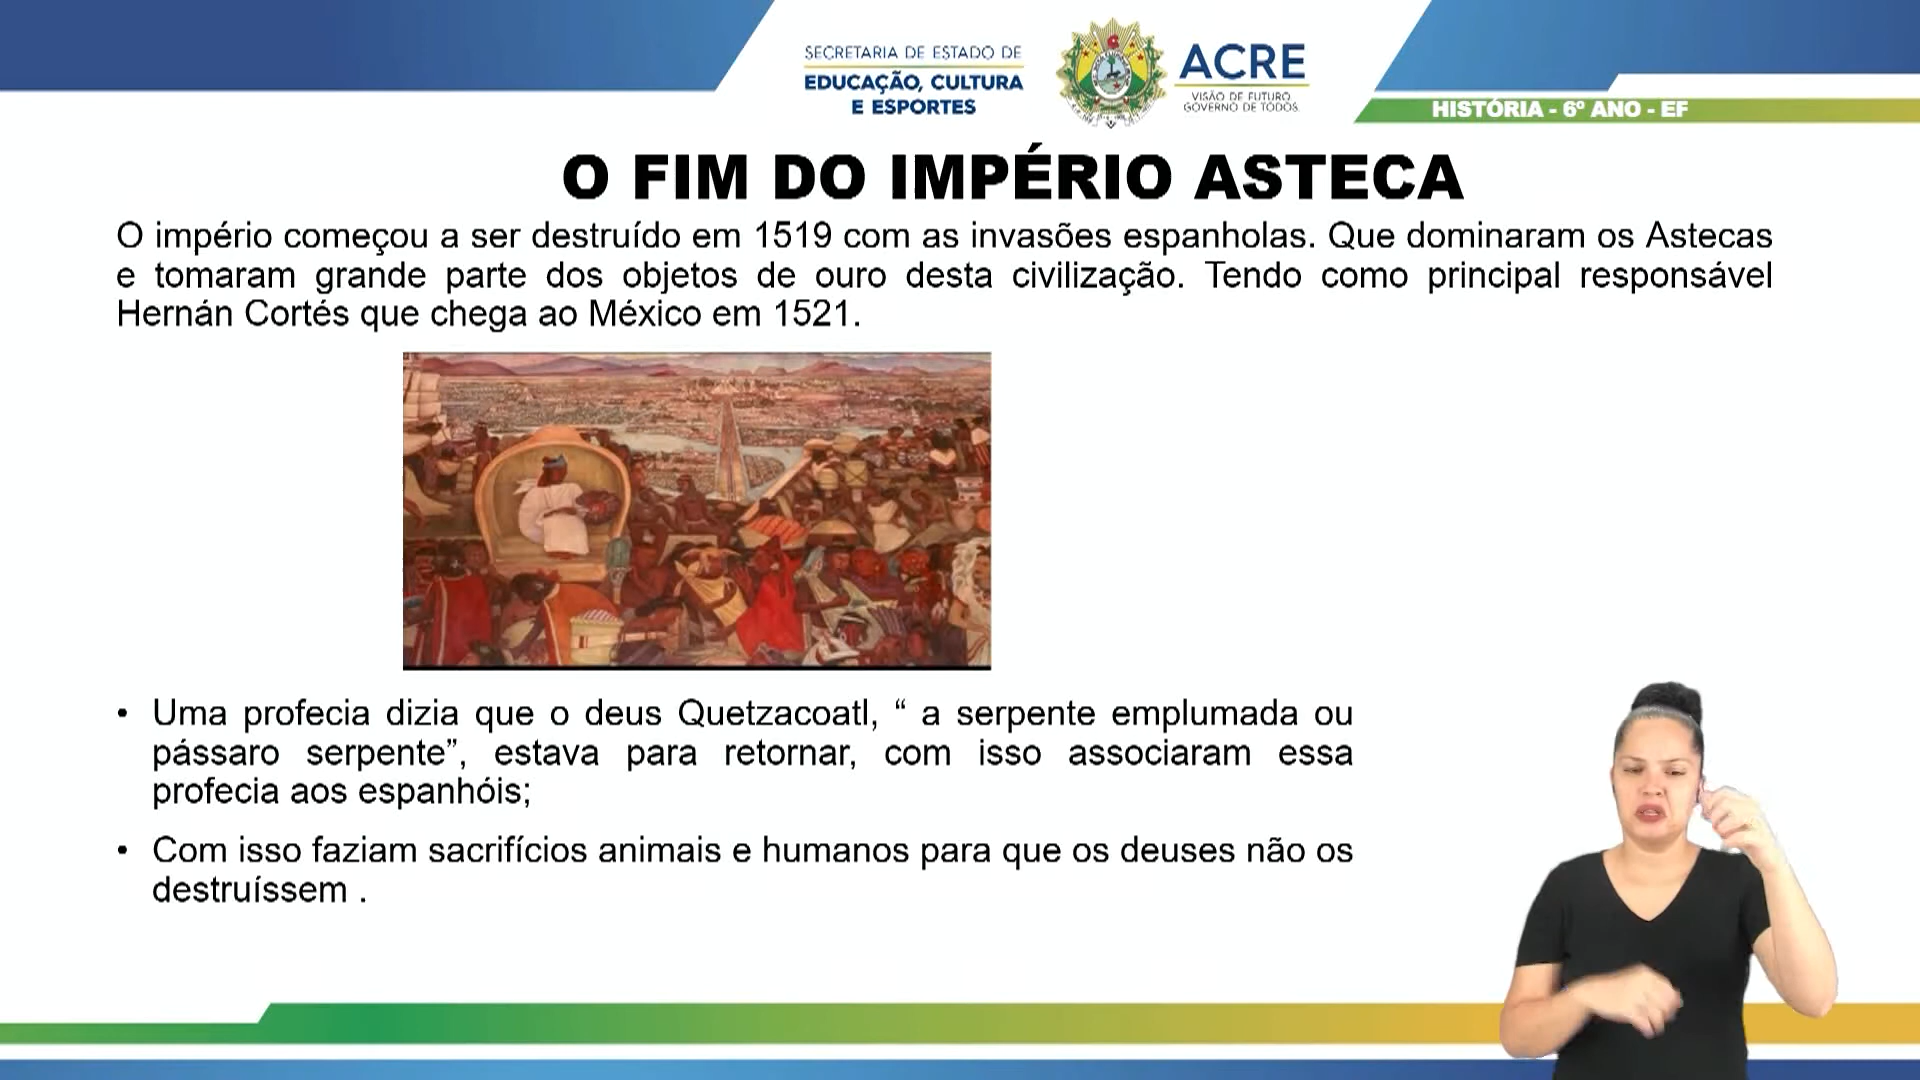 SECRETARIA DE ESTADO DE
EDUCAÇÃO, CULTURA
E ESPORTES
ACRE
VISÃO DE FUTURO.
GOVERNO DE TODOS.
HISTÓRIA - 6º ANO - EF
O FIM DO IMPÉRIO ASTECA
O império começou a ser destruído em 1519 com as invasões espanholas. Que dominaram os Astecas
e tomaram grande parte dos objetos de ouro desta civilização. Tendo como principal responsável
Hernán Cortés que chega ao México em 1521.
• Uma profecia dizia que o deus Quetzacoatl, “ a serpente emplumada ou
pássaro serpente”, estava para retornar, com isso associaram essa
profecia aos espanhóis;
• Com isso faziam sacrifícios animais e humanos para que os deuses não os
destruíssem .